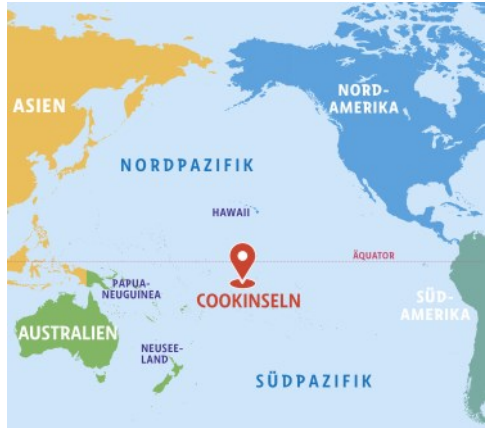 ASIEN
NORD-
AMERIKA
NORDPAZIFIK
HAWAII
ÄQUATOR
PAPUA-
NEUGUINEA
COOKINSELN
SÜD-
AMERIKA
AUSTRALIEN
NEUSEE-
LAND
SÜDPAZIFIK